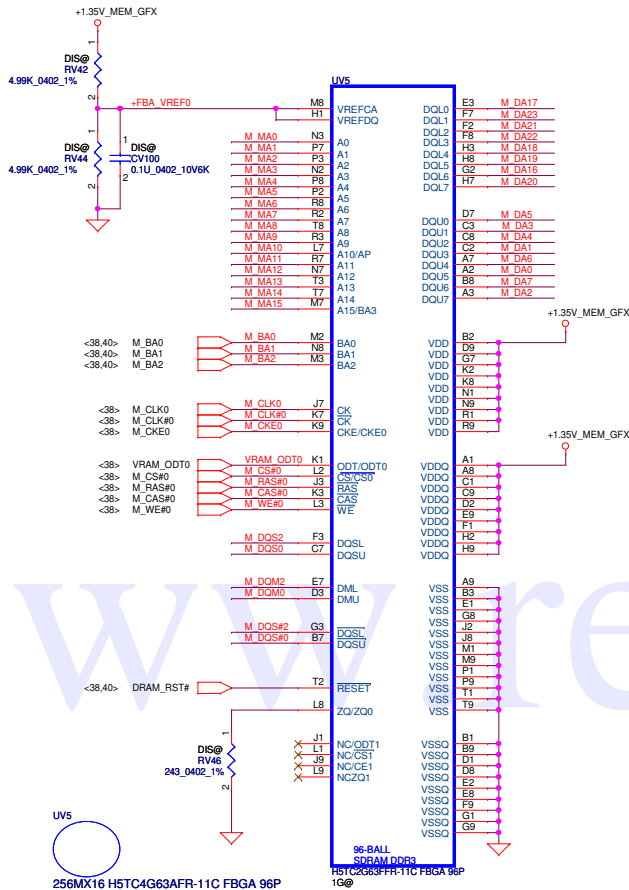 +1.35V_MEM_GFX
DIS@
RV42
4.99K_0402_1%
1
2
+FBA_VREF0
DIS@
RV44
4.99K_0402_1%
1
2
DIS@
CV100
0.1U_0402_10V6K
1
2
UV5
M8 VREFCA
H1 VREFDQ
M_MA0 N3 A0
M_MA1 P7 A1
M_MA2 P3 A2
M_MA3 N2 A3
M_MA4 P8 A4
M_MA5 P2 A5
M_MA6 R8 A6
M_MA7 R2 A7
M_MA8 T8 A8
M_MA9 R3 A9
M_MA10 L7 A10/AP
M_MA11 R7 A11
M_MA12 N7 A12
M_MA13 T3 A13
M_MA14 T7 A14
M_MA15 M7 A15/BA3
<38,40> M_BA0 M_BA0 M2 BA0
<38,40> M_BA1 M_BA1 N8 BA1
<38,40> M_BA2 M_BA2 M3 BA2
<38> M_CLK0 M_CLK0 J7 CK
<38> M_CLK#0 M_CLK#0 K7 CK
<38> M_CKE0 M_CKE0 K9 CKE/CKE0
<38> VRAM_ODT0 VRAM_ODT0 K1 ODT/ODT0
<38> M_CS#0 M_CS#0 L2 CS/CS0
<38> M_RAS#0 M_RAS#0 J3 RAS
<38> M_CAS#0 M_CAS#0 K3 CAS
<38> M_WE#0 M_WE#0 L3 WE
M_DQS2 F3 DQSL
M_DQS0 C7 DQSU
M_DQM2 E7 DML
M_DQM0 D3 DMU
M_DQS#2 G3 DQSL
M_DQS#0 B7 DQSU
<38,40> DRAM_RST# T2 RESET
L8 ZQ/ZQ0
DIS@
RV46
243_0402_1%
1
2
J1 NC/ODT1
L1 NC/CS1
J9 NC/CE1
L9 NCZQ1
DQL0 E3 M_DA17
DQL1 F7 M_DA23
DQL2 F2 M_DA21
DQL3 F8 M_DA22
DQL4 H3 M_DA18
DQL5 H8 M_DA19
DQL6 G2 M_DA16
DQL7 H7 M_DA20
DQU0 D7 M_DA5
DQU1 C3 M_DA3
DQU2 C8 M_DA4
DQU3 C2 M_DA1
DQU4 A7 M_DA6
DQU5 A2 M_DA0
DQU6 B8 M_DA7
DQU7 A3 M_DA2
+1.35V_MEM_GFX
VDD B2
VDD D9
VDD G7
VDD K2
VDD K8
VDD N1
VDD N9
VDD R1
VDD R9
+1.35V_MEM_GFX
VDDQ A1
VDDQ A8
VDDQ C1
VDDQ C9
VDDQ D2
VDDQ E9
VDDQ F1
VDDQ H2
VDDQ H9
VSS A9
VSS B3
VSS E1
VSS G8
VSS J2
VSS J8
VSS M1
VSS M9
VSS P1
VSS P9
VSS T1
VSS T9
VSSQ B1
VSSQ B9
VSSQ D1
VSSQ D8
VSSQ E2
VSSQ E8
VSSQ F9
VSSQ G1
VSSQ G9
96-BALL
SDRAM DDR3
H5TC2G63FFR-11C FBGA 96P
1G@
UV5
256MX16 H5TC4G63AFR-11C FBGA 96P
ww.re